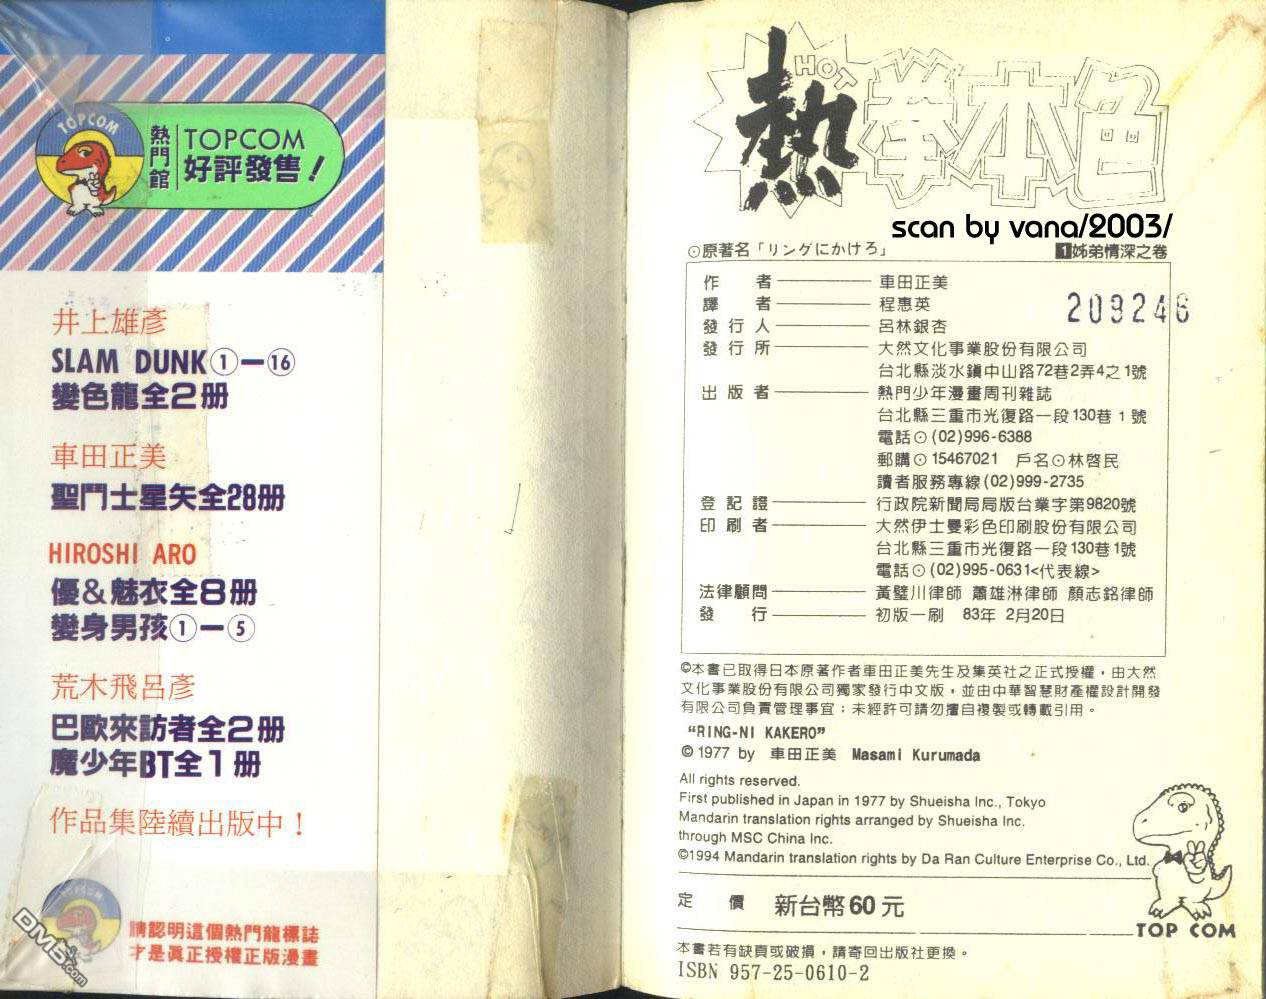 TOPCOM
熱門館
TOPCOM
好評發售！
井上雄彥
SLAM DUNK①－⑯
變色龍全2册
車田正美
聖鬥士星矢全28册
HIROSHI ARO
優&魅衣全8册
變身男孩①－⑤
荒木飛呂彥
巴歐來訪者全2册
魔少年BT全1册
作品集陸續出版中！
TOPCOM
請認明這個熱門龍標誌
才是眞正授權正版漫畫
DM5.com
HOT
熱拳本色
scan by vana/2003/
⊙原著名「リングにかけろ」
1姊弟情深之卷
作者————車田正美
209246
譯者————程惠英
發行人————呂林銀杏
發行所————大然文化事業股份有限公司
台北縣淡水鎭中山路72巷2弄4之1號
出版者————熱門少年漫畫周刊雜誌
台北縣三重市光復路一段130巷1號
電話⊙(02)996-6388
郵購⊙15467021 戶名⊙林啓民
讀者服務專線(02)999-2735
登記證————行政院新聞局局版台業字第9820號
印刷者————大然伊士曼彩色印刷股份有限公司
台北縣三重市光復路一段130巷1號
電話⊙(02)995-0631<代表線>
法律顧問————黃璧川律師 蕭雄淋律師 顏志銘律師
發行————初版一刷 83年2月20日
©本書已取得日本原著作者車田正美先生及集英社之正式授權，由大然
文化事業股份有限公司獨家發行中文版，並由中華智慧財產權設計開發
有限公司負責管理事宜：未經許可請勿擅自複製或轉載引用。
“RING-NI KAKERO”
©1977 by 車田正美 Masami Kurumada
All rights reserved.
First published in Japan in 1977 by Shueisha Inc., Tokyo
Mandarin translation rights arranged by Shueisha Inc.
through MSC China Inc.
©1994 Mandarin translation rights by Da Ran Culture Enterprise Co., Ltd.
定價 新台幣60元
TOP COM
本書若有缺頁或破損，請寄回出版社更換。
ISBN 957-25-0610-2